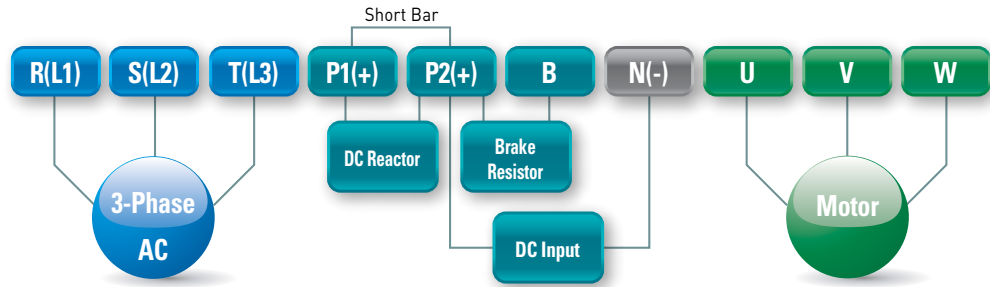 Short Bar
R(L1) S(L2) T(L3) P1(+) P2(+) B N(-) U V W
DC Reactor
Brake
Resistor
3-Phase
AC
Motor
DC Input